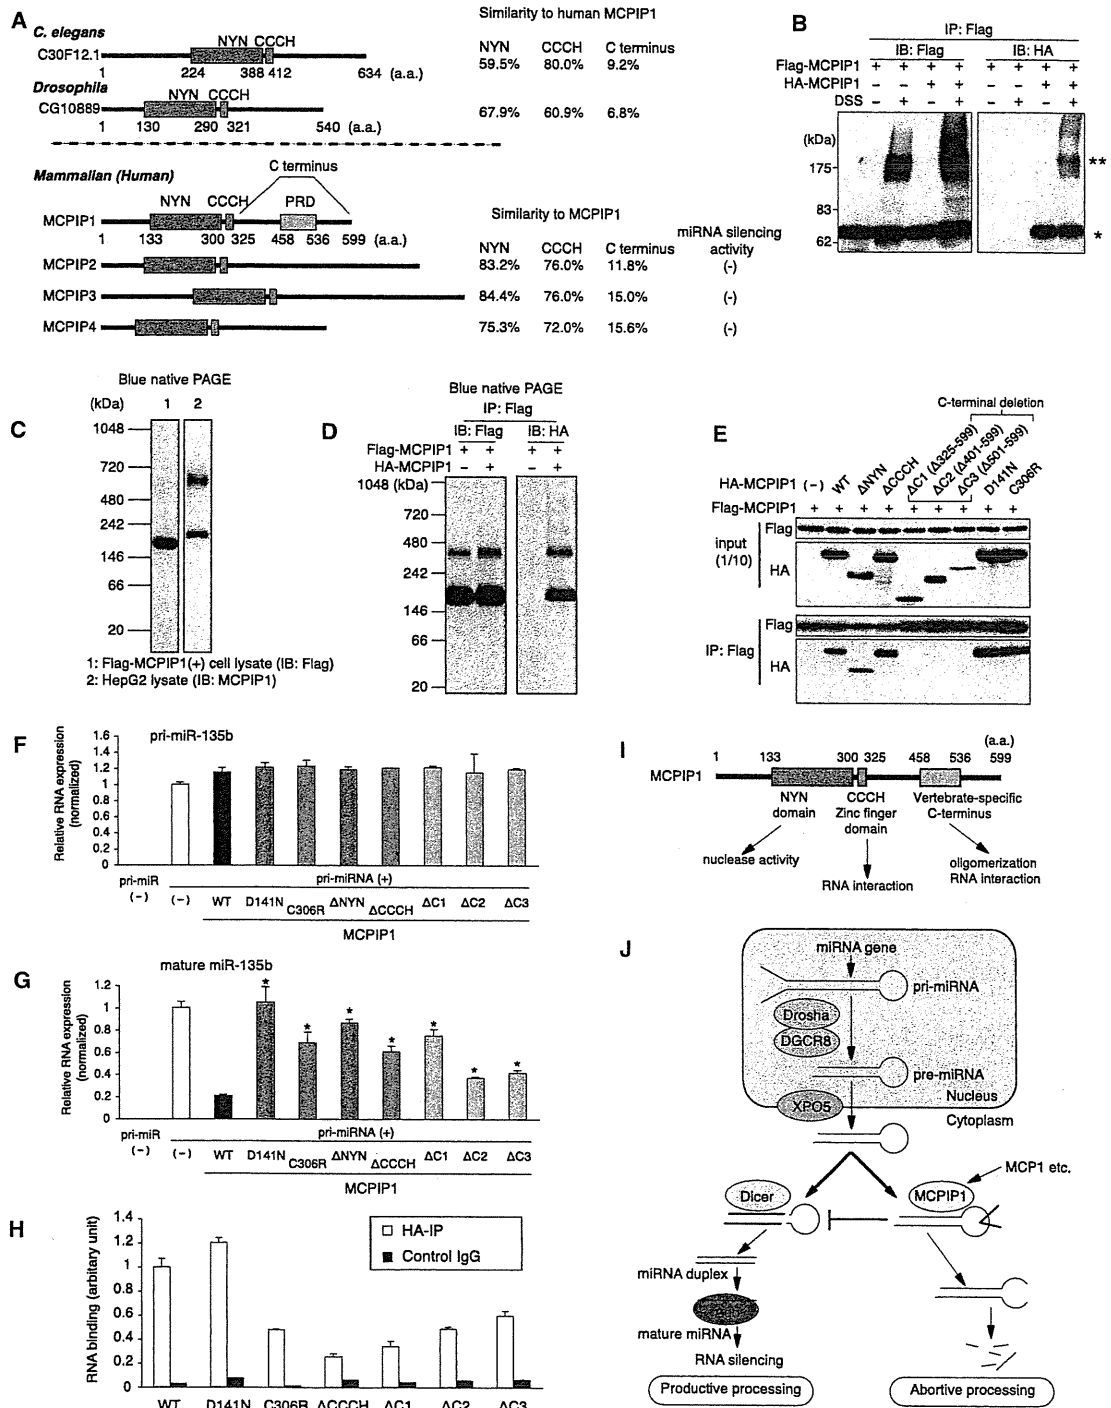 A
C. elegans
C30F12.1
NYN CCCH
1 224 388 412 634 (a.a.)
Drosophila
CG10889
NYN CCCH
1 130 290 321 540 (a.a.)
Similarity to human MCPIP1
NYN CCCH C terminus
59.5% 80.0% 9.2%
67.9% 60.9% 6.8%
Mammalian (Human)
C terminus
NYN CCCH PRD
MCPIP1
1 133 300 325 458 536 599 (a.a.)
MCPIP2
MCPIP3
MCPIP4
Similarity to MCPIP1
miRNA silencing
activity
NYN CCCH C terminus
83.2% 76.0% 11.8% (-)
84.4% 76.0% 15.0% (-)
75.3% 72.0% 15.6% (-)
B
IP: Flag
IB: Flag IB: HA
Flag-MCPIP1 + + + + + + + +
HA-MCPIP1 − − + + − − + +
DSS − + − + − + − +
(kDa)
175
83
62
**
*
C
Blue native PAGE
(kDa) 1 2
1048
720
480
242
146
66
20
1: Flag-MCPIP1(+) cell lysate (IB: Flag)
2: HepG2 lysate (IB: MCPIP1)
D
Blue native PAGE
IP: Flag
IB: Flag IB: HA
Flag-MCPIP1 + + + +
HA-MCPIP1 − + − +
1048 (kDa)
720
480
242
146
66
20
E
C-terminal deletion
HA-MCPIP1 (−) WT ΔNYN ΔCCCH ΔC1 (Δ325-599) ΔC2 (Δ401-599) ΔC3 (Δ501-599) D141N C306R
Flag-MCPIP1 + + + + + + + + +
input
(1/10)
Flag
HA
IP: Flag
Flag
HA
F
pri-miR-135b
Relative RNA expression
(normalized)
1.6
1.4
1.2
1
0.8
0.6
0.4
0.2
0
pri-miR
(−)
pri-miRNA (+)
(−) WT D141N C306R ΔNYN ΔCCCH ΔC1 ΔC2 ΔC3
MCPIP1
G
mature miR-135b
Relative RNA expression
(normalized)
1.2
1
0.8
0.6
0.4
0.2
0
* * * * * * *
pri-miR
(−)
pri-miRNA (+)
(−) WT D141N C306R ΔNYN ΔCCCH ΔC1 ΔC2 ΔC3
MCPIP1
H
RNA binding (arbitary unit)
1.4
1.2
1
0.8
0.6
0.4
0.2
0
HA-IP
Control IgG
WT D141N C306R ΔCCCH ΔC1 ΔC2 ΔC3
I
(a.a.)
1 133 300 325 458 536 599
MCPIP1
NYN
domain
CCCH
Zinc finger
domain
Vertebrate-specific
C-terminus
nuclease activity
RNA interaction
oligomerization
RNA interaction
J
miRNA gene
pri-miRNA
Drosha
DGCR8
pre-miRNA
Nucleus
XPO5
Cytoplasm
MCP1 etc.
Dicer
MCPIP1
miRNA duplex
mature miRNA
RNA silencing
Productive processing
Abortive processing